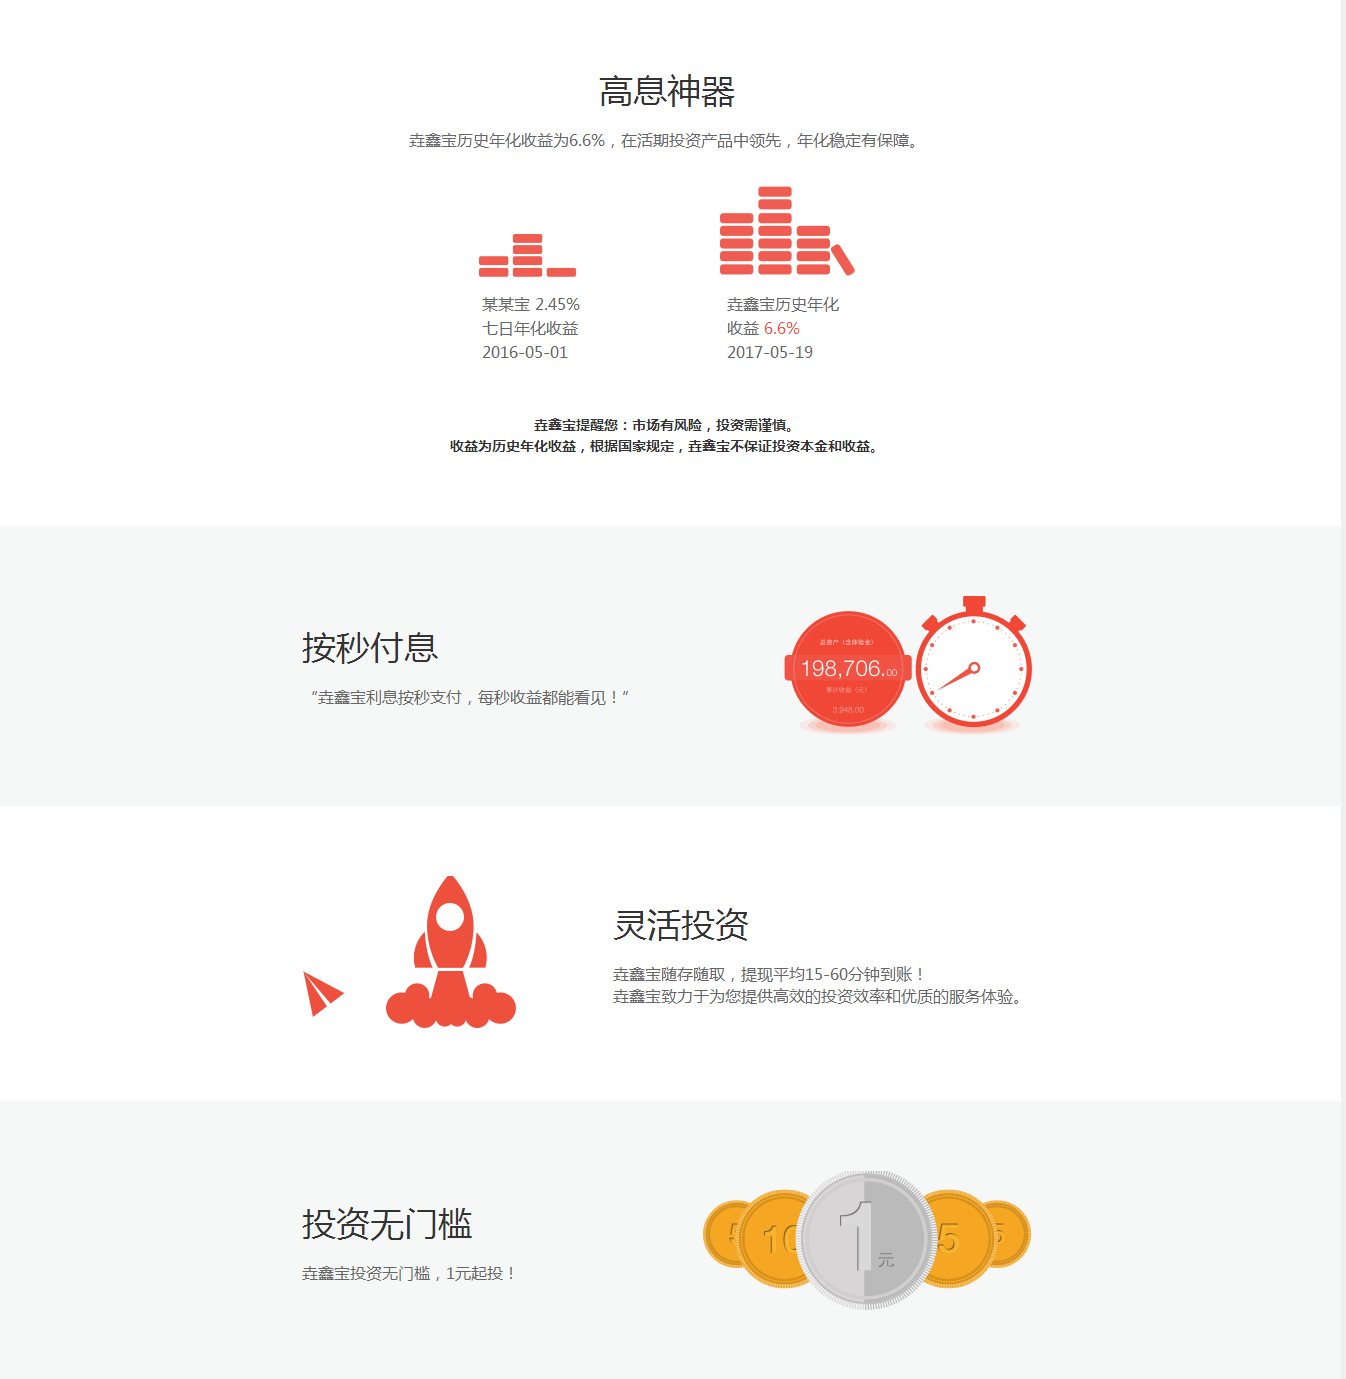 高息神器
垚鑫宝历史年化收益为6.6%，在活期投资产品中领先，年化稳定有保障。
某某宝 2.45%
七日年化收益
2016-05-01
垚鑫宝历史年化
收益 6.6%
2017-05-19
垚鑫宝提醒您：市场有风险，投资需谨慎。
收益为历史年化收益，根据国家规定，垚鑫宝不保证投资本金和收益。
按秒付息
“垚鑫宝利息按秒支付，每秒收益都能看见！”
总资产（含体验金）
198,706.00
累计收益（元）
3,948.00
灵活投资
垚鑫宝随存随取，提现平均15-60分钟到账！
垚鑫宝致力于为您提供高效的投资效率和优质的服务体验。
投资无门槛
垚鑫宝投资无门槛，1元起投！
5
10
1元
5
5